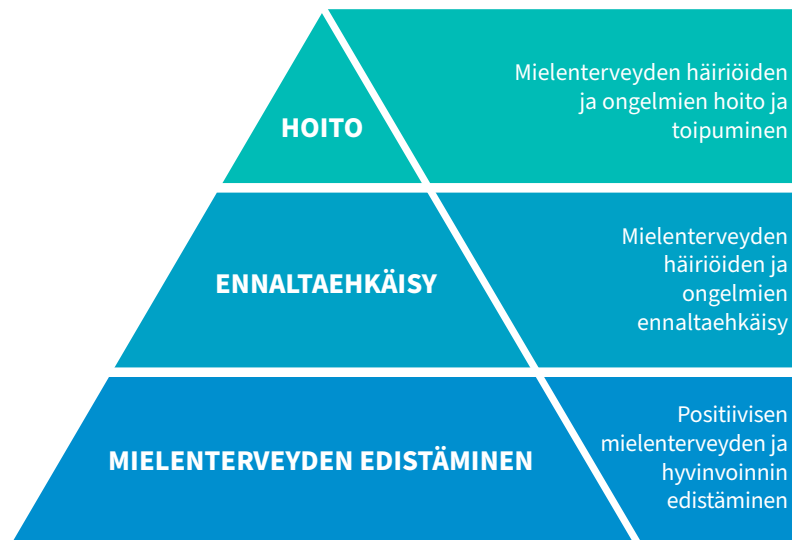 HOITO
Mielenterveyden häiriöiden
ja ongelmien hoito ja
toipuminen
ENNALTAEHKÄISY
Mielenterveyden
häiriöiden ja
ongelmien
ennaltaehkäisy
MIELENTERVEYDEN EDISTÄMINEN
Positiivisen
mielenterveyden ja
hyvinvoinnin
edistäminen